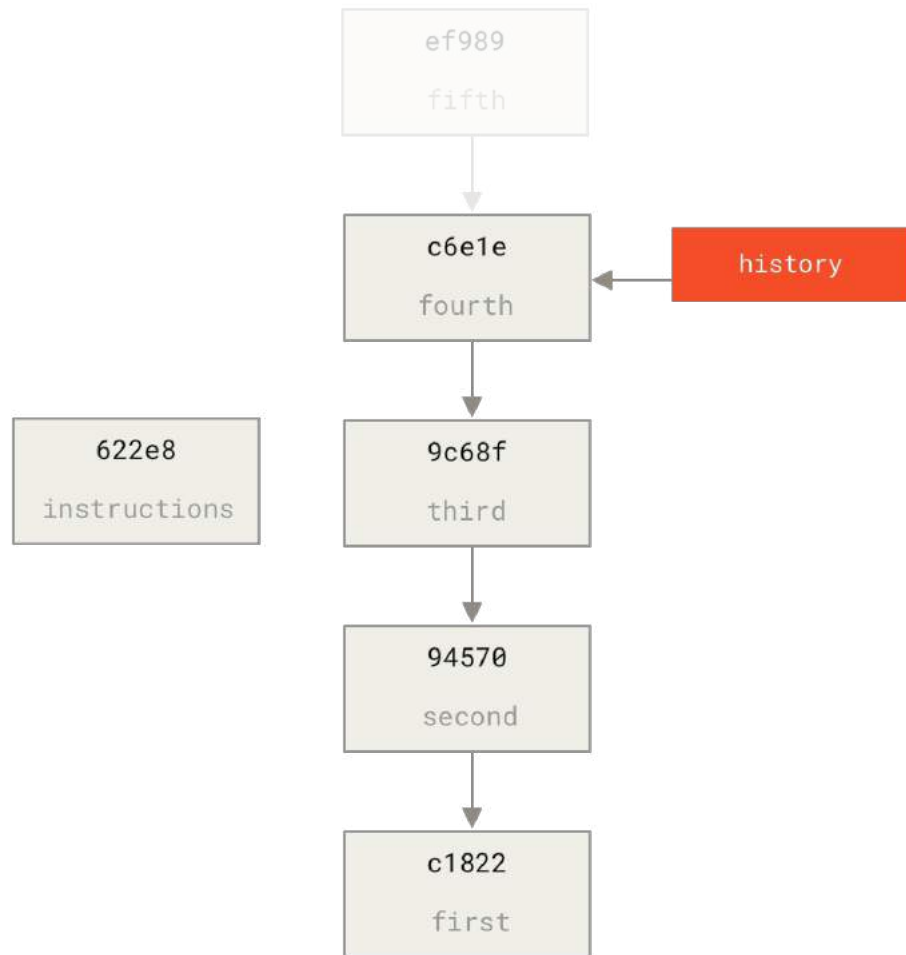 ef989
fifth
c6e1e
fourth
history
622e8
instructions
9c68f
third
94570
second
c1822
first